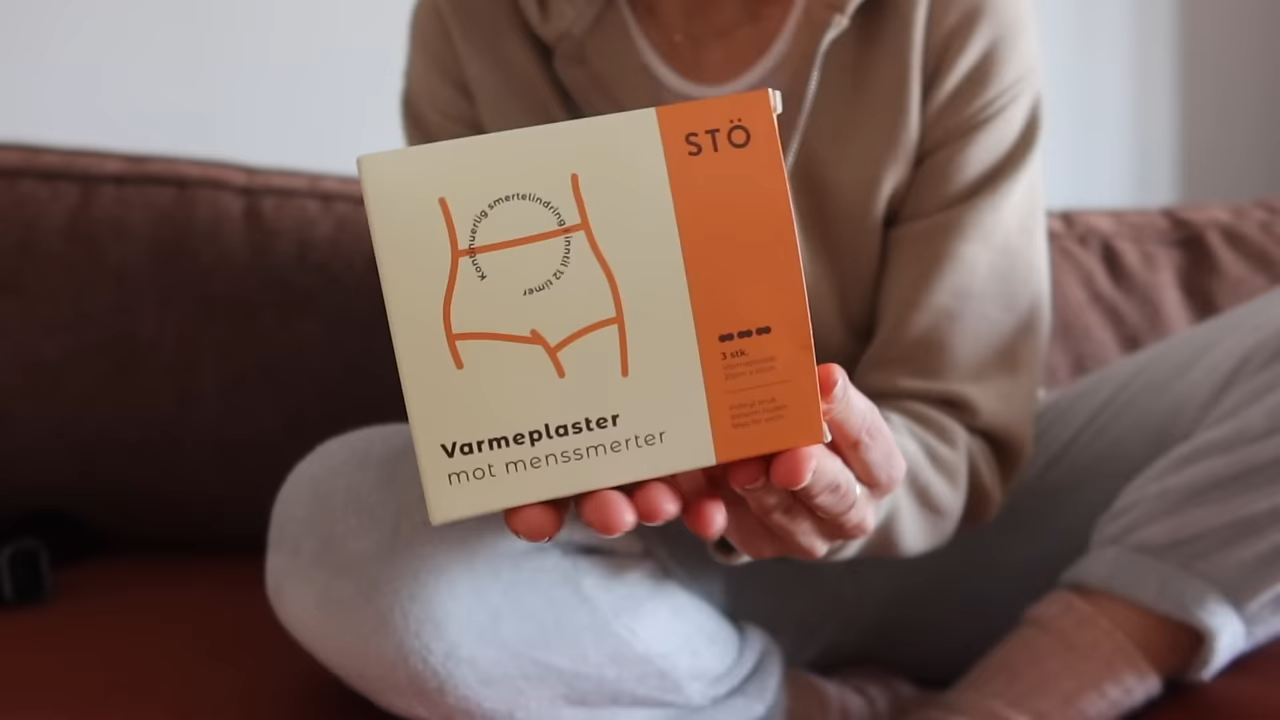 STÖ
Kontinuerlig smertelindring i inntil 12 timer
3 stk.
Varmeplaster
mot menssmerter